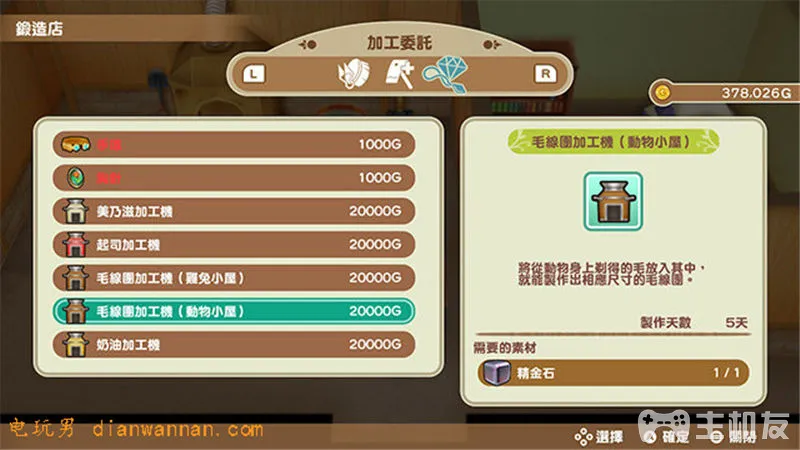 鍛造店
加工委託
L
R
G
378.026G
1000G
1000G
美乃滋加工機
20000G
起司加工機
20000G
毛線團加工機(雞兔小屋)
20000G
毛線團加工機(動物小屋)
20000G
奶油加工機
20000G
毛線團加工機(動物小屋)
將從動物身上剃得的毛放入其中,
就能製作出相應尺寸的毛線團。
製作天數
5天
需要的素材
精金石
1/1
电玩男 dianwannan.com
選擇
A 確定
B 關閉
主机友